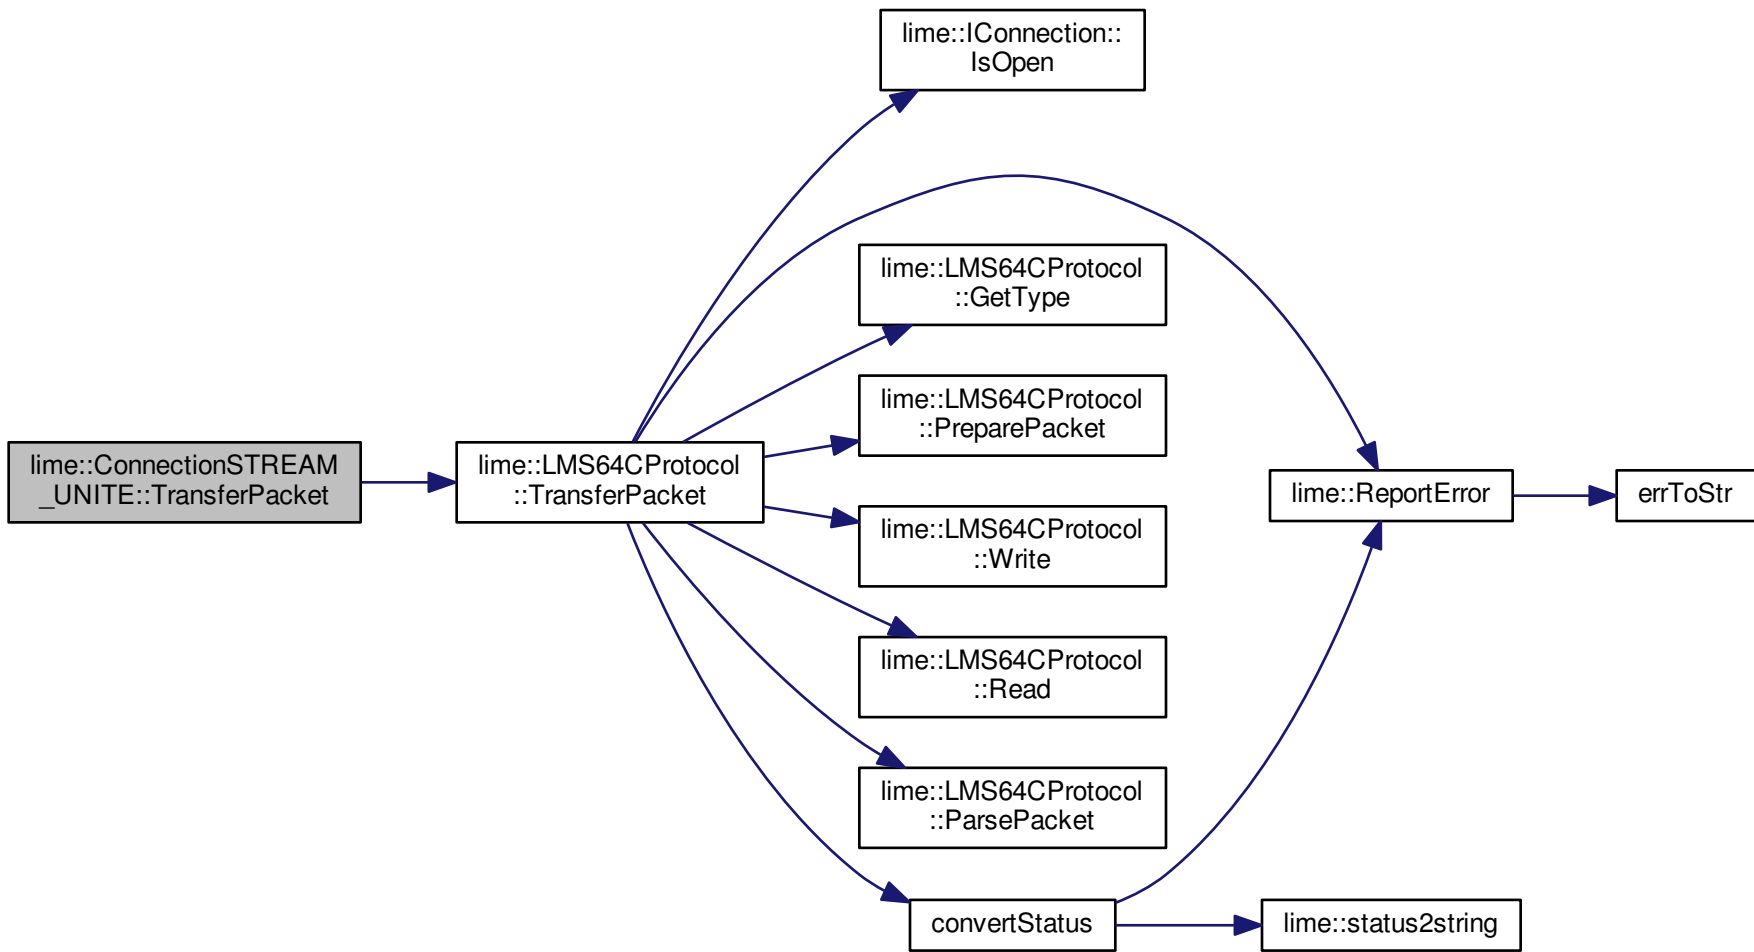 lime::IConnection::
IsOpen
lime::LMS64CProtocol
::GetType
lime::LMS64CProtocol
::PreparePacket
lime::ConnectionSTREAM
_UNITE::TransferPacket
lime::LMS64CProtocol
::TransferPacket
lime::ReportError
errToStr
lime::LMS64CProtocol
::Write
lime::LMS64CProtocol
::Read
lime::LMS64CProtocol
::ParsePacket
convertStatus
lime::status2string